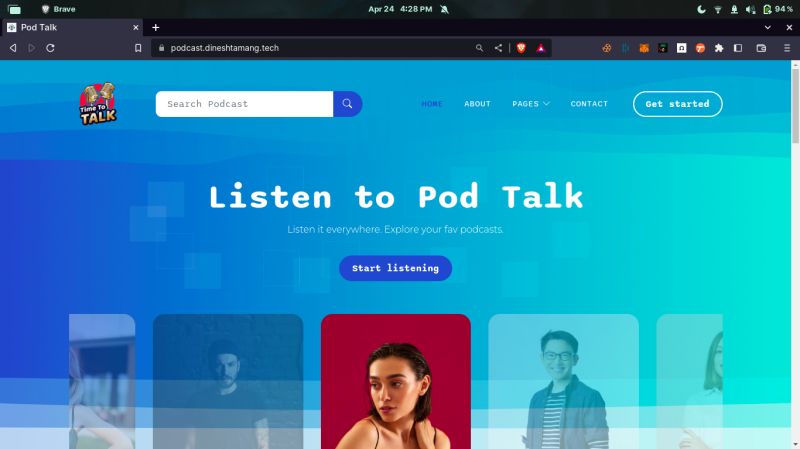 Brave
Apr 24 4:28 PM
94 %
Pod Talk
podcast.dineshtamang.tech
Time To
TALK
Search Podcast
HOME
ABOUT
PAGES
CONTACT
Get started
Listen to Pod Talk
Listen it everywhere. Explore your fav podcasts.
Start listening